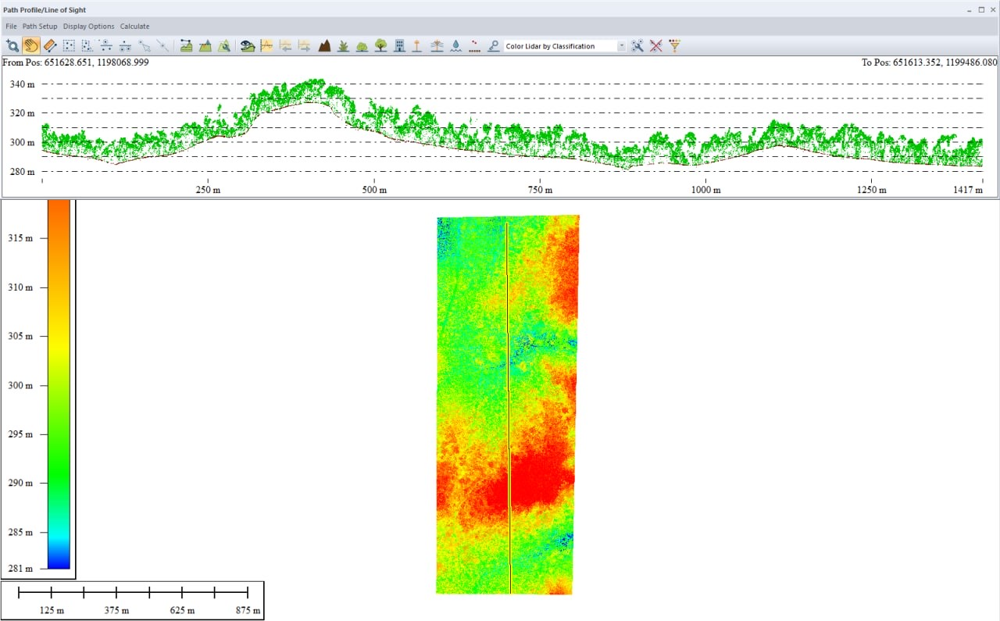 Path Profile/Line of Sight
File Path Setup Display Options Calculate
Color Lidar by Classification
From Pos: 651628.651, 1198068.999
To Pos: 651613.352, 1199486.080
340 m
320 m
300 m
280 m
250 m 500 m 750 m 1000 m 1250 m 1417 m
315 m
310 m
305 m
300 m
295 m
290 m
285 m
281 m
125 m 375 m 625 m 875 m